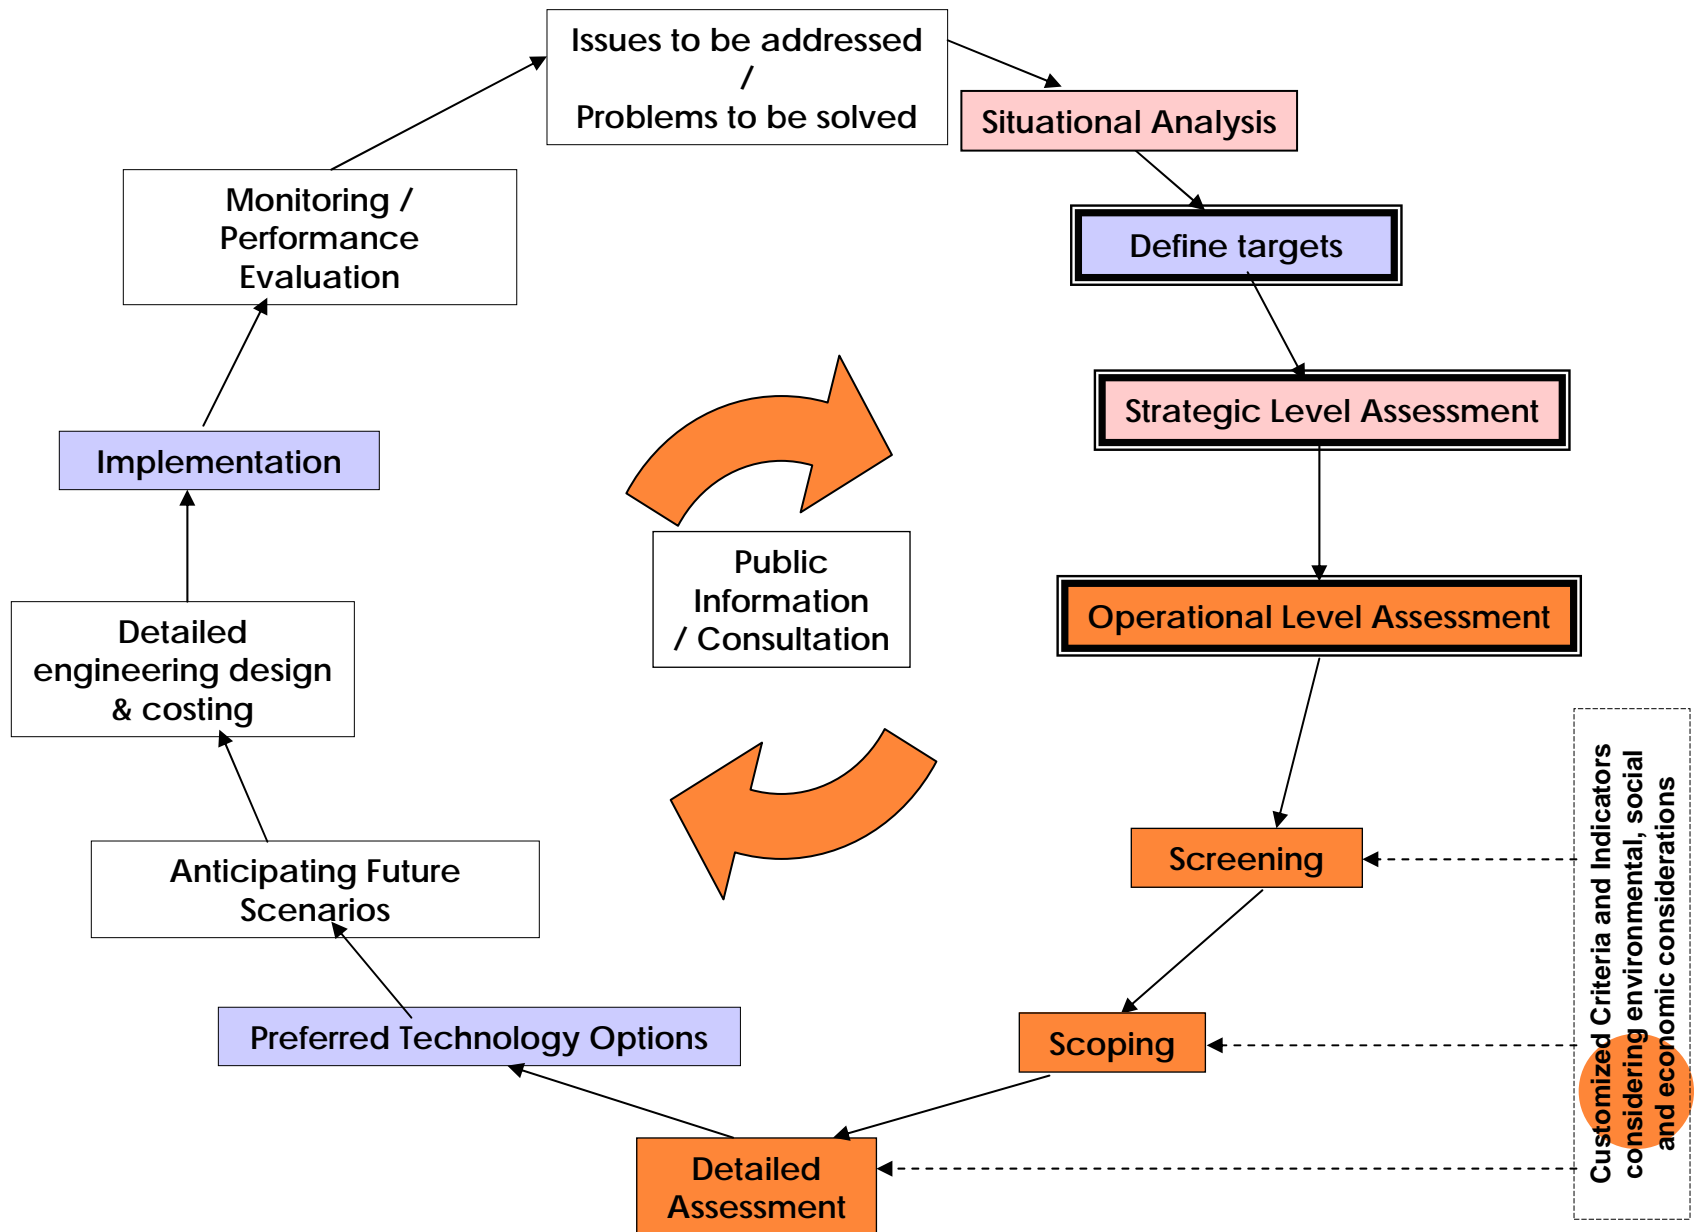 Issues to be addressed
/
Problems to be solved
Situational Analysis
Define targets
Strategic Level Assessment
Operational Level Assessment
Screening
Scoping
Detailed
Assessment
Preferred Technology Options
Anticipating Future
Scenarios
Detailed
engineering design
& costing
Implementation
Monitoring /
Performance
Evaluation
Public
Information
/ Consultation
Customized Criteria and Indicators
considering environmental, social
and economic considerations